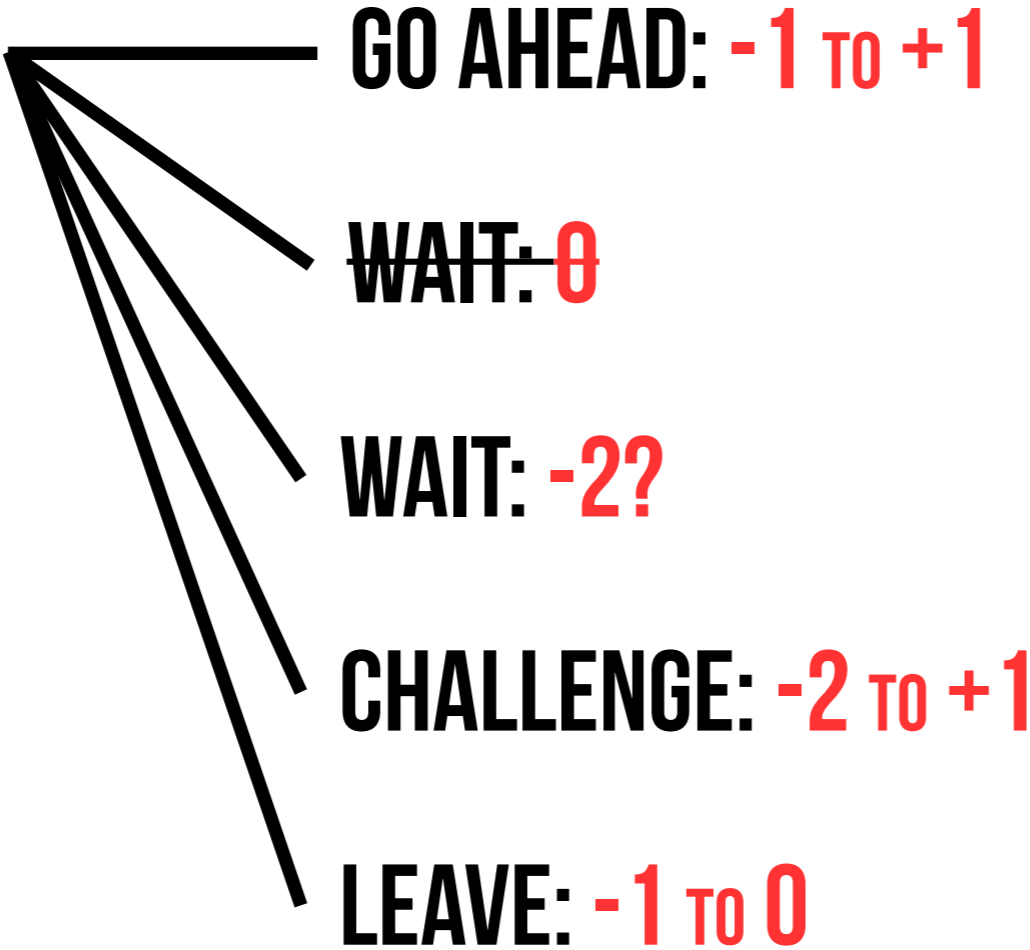 GO AHEAD: -1 TO +1
WAIT: 0
WAIT: -2?
CHALLENGE: -2 TO +1
LEAVE: -1 TO 0